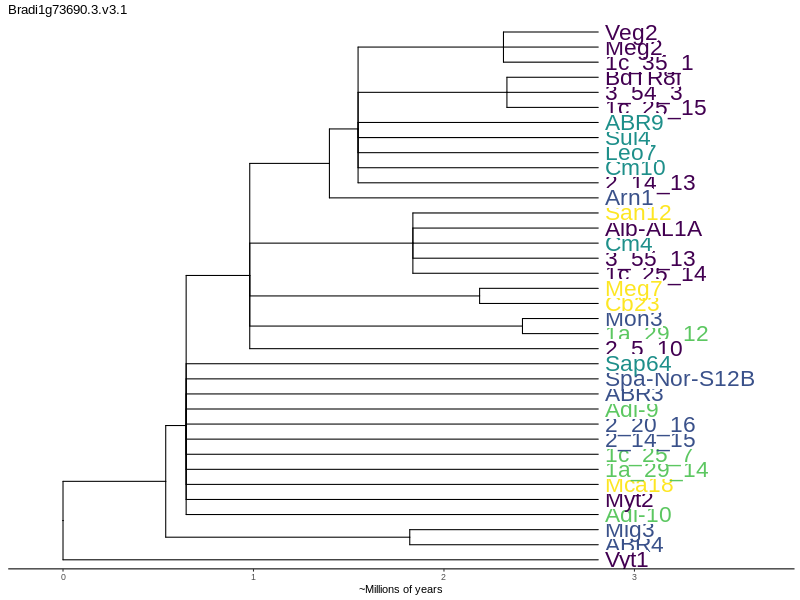 Bradi1g73690.3.v3.1
Veg2
Meg2
1c_35_1
BdTR8i
3_54_3
1c_25_15
ABR9
Sul4
Leo7
Cm10
2_14_13
Arn1
San12
Alb-AL1A
Cm4
3_55_13
1c_25_14
Meg7
Cb23
Mon3
1a_29_12
2_5_10
Sap64
Spa-Nor-S12B
ABR3
Adi-9
2_20_16
2_14_15
1c_25_7
1a_29_14
Mca18
Myt2
Adi-10
Mig3
ABR4
Vyt1
0 1 2 3
~Millions of years